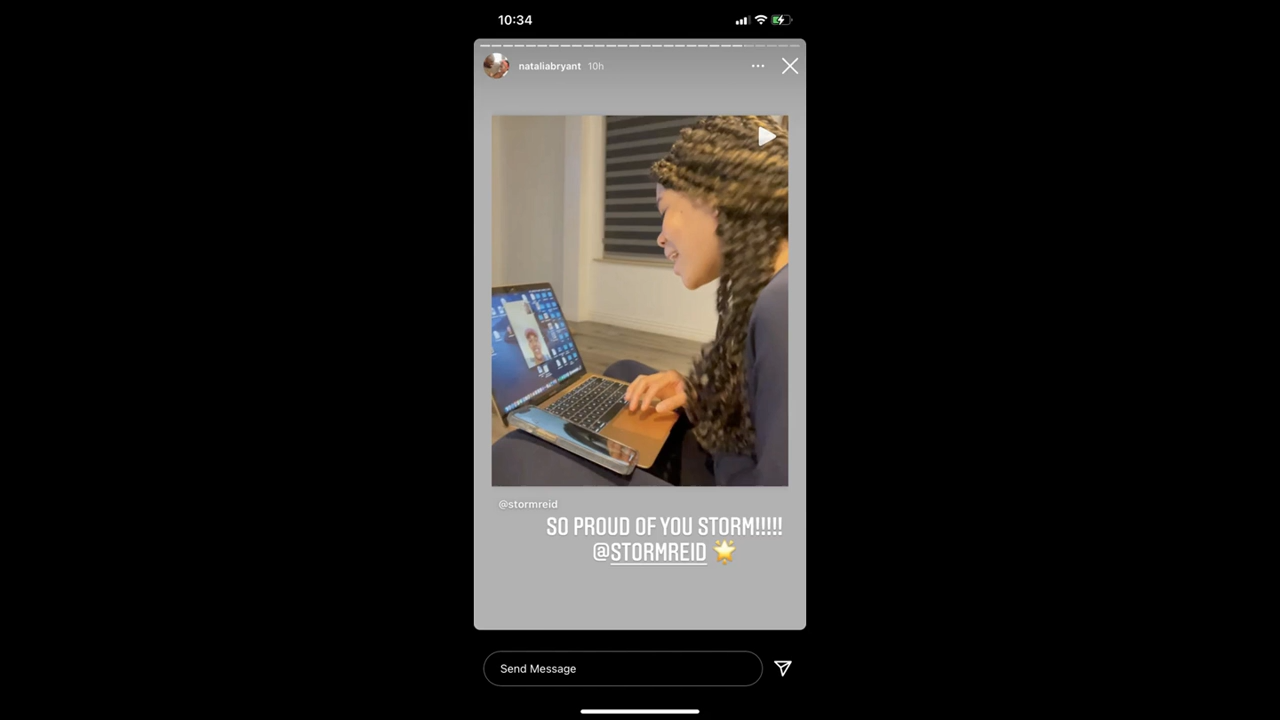 10:34
nataliabryant 10h
@stormreid
SO PROUD OF YOU STORM!!!!!
@STORMREID 🌟
Send Message